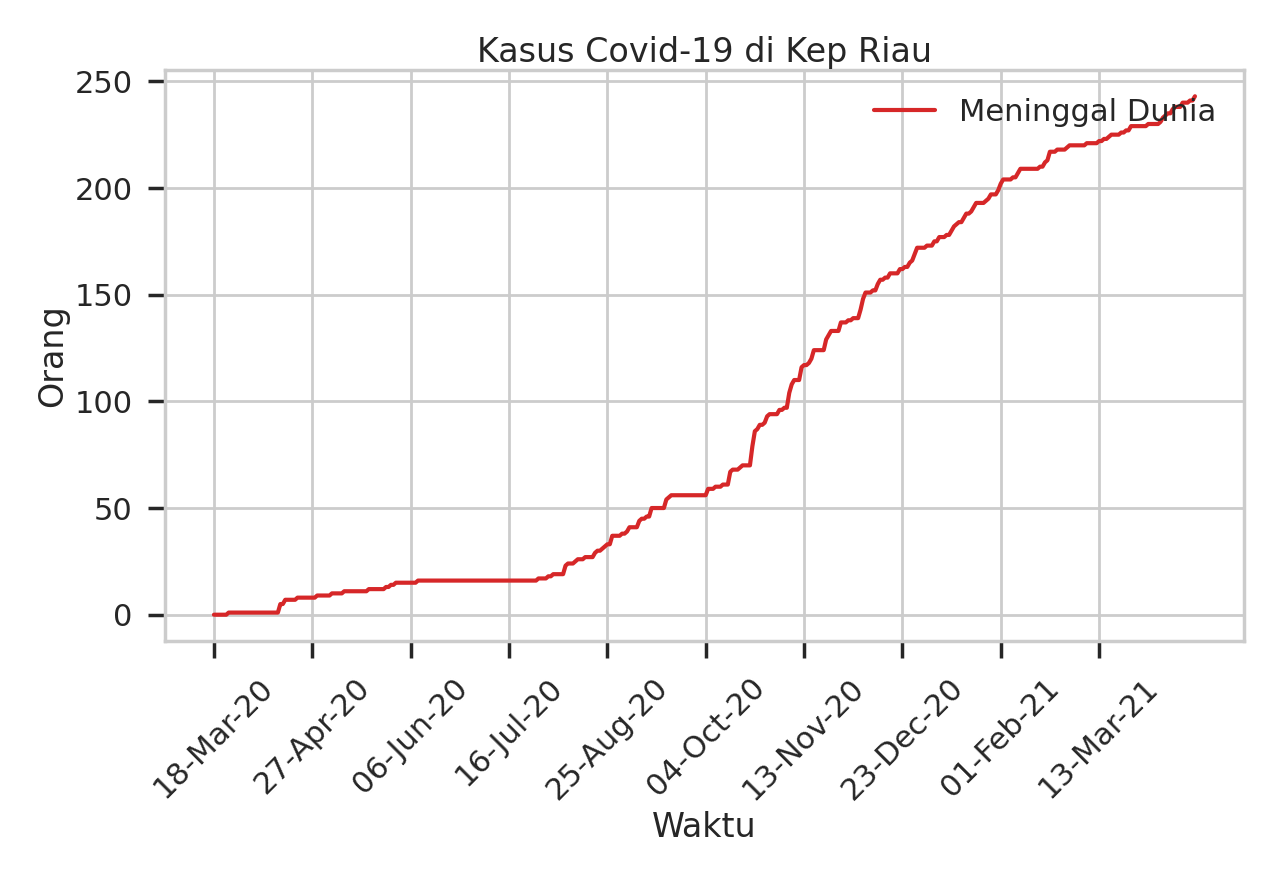 Kasus Covid-19 di Kep Riau
Meninggal Dunia
250
200
150
100
50
0
Orang
18-Mar-20
27-Apr-20
06-Jun-20
16-Jul-20
25-Aug-20
04-Oct-20
13-Nov-20
23-Dec-20
01-Feb-21
13-Mar-21
Waktu